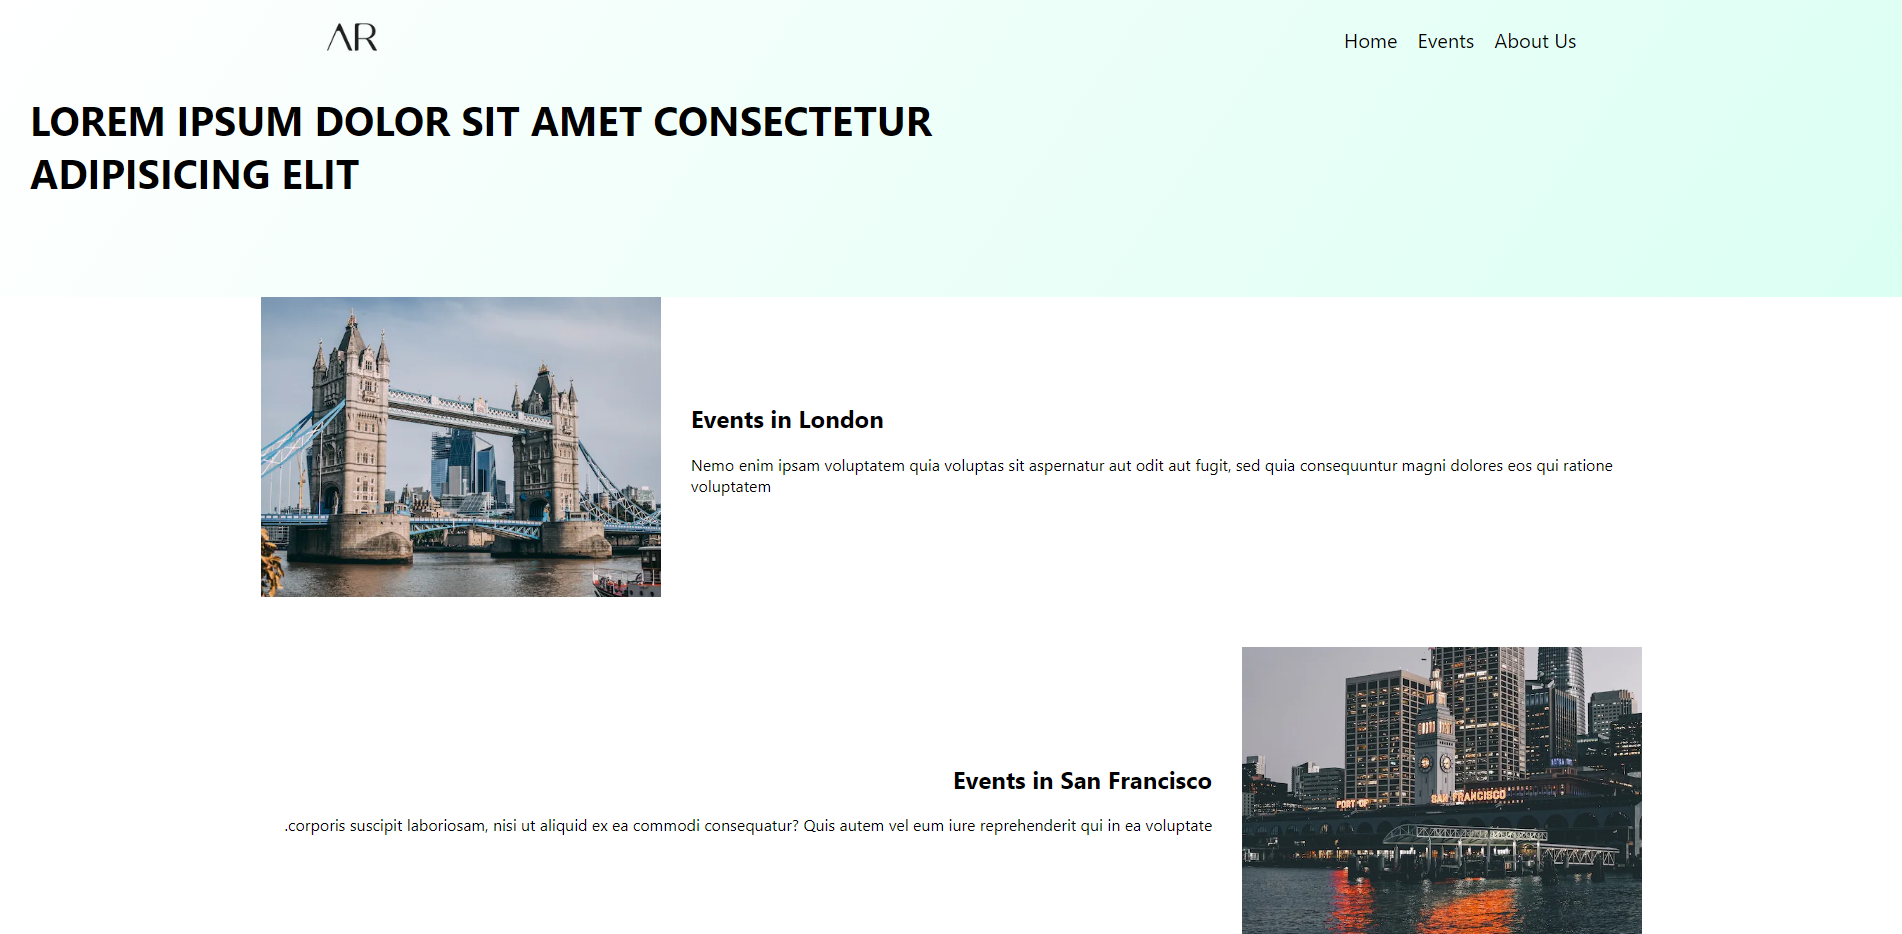 AR
Home Events About Us
LOREM IPSUM DOLOR SIT AMET CONSECTETUR
ADIPISICING ELIT
Events in London
Nemo enim ipsam voluptatem quia voluptas sit aspernatur aut odit aut fugit, sed quia consequuntur magni dolores eos qui ratione
voluptatem
Events in San Francisco
.corporis suscipit laboriosam, nisi ut aliquid ex ea commodi consequatur? Quis autem vel eum iure reprehenderit qui in ea voluptate
PORT OF SAN FRANCISCO